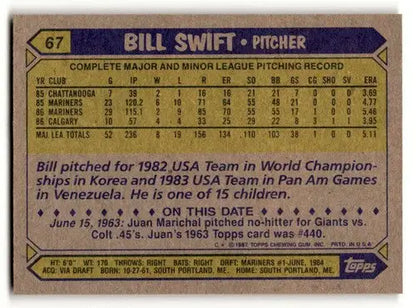 67
BILL SWIFT • PITCHER
COMPLETE MAJOR AND MINOR LEAGUE PITCHING RECORD
YR CLUB G IP W L R ER SO BB GS CG SHO SV ERA
85 CHATTANOOGA 7 39 2 1 16 16 21 21 7 0 0 0 3.69
85 MARINERS 23 120.2 6 10 71 64 55 48 21 0 0 0 4.77
86 MARINERS 29 115.1 2 9 85 70 55 55 17 1 0 0 5.46
86 CALGARY 10 57 4 4 33 25 29 22 8 3 1 1 3.95
MAJ. LEA. TOTALS 52 236 8 19 156 134 110 103 38 1 0 0 5.11
Bill pitched for 1982 USA Team in World Champion-
ships in Korea and 1983 USA Team in Pan Am Games
in Venezuela. He is one of 15 children.
ON THIS DATE
June 15, 1963: Juan Marichal pitched no-hitter for Giants vs.
Colt .45's. Juan's 1963 Topps card was #440.
© 1987 TOPPS CHEWING GUM, INC. PRTD. IN U.S.A.
HT: 6'0" WT: 170 THROWS: RIGHT BATS: RIGHT DRAFT: MARINERS #1-JUNE, 1984
ACQ: VIA DRAFT BORN: 10-27-61, SOUTH PORTLAND, ME. HOME: SOUTH PORTLAND, ME.
Topps